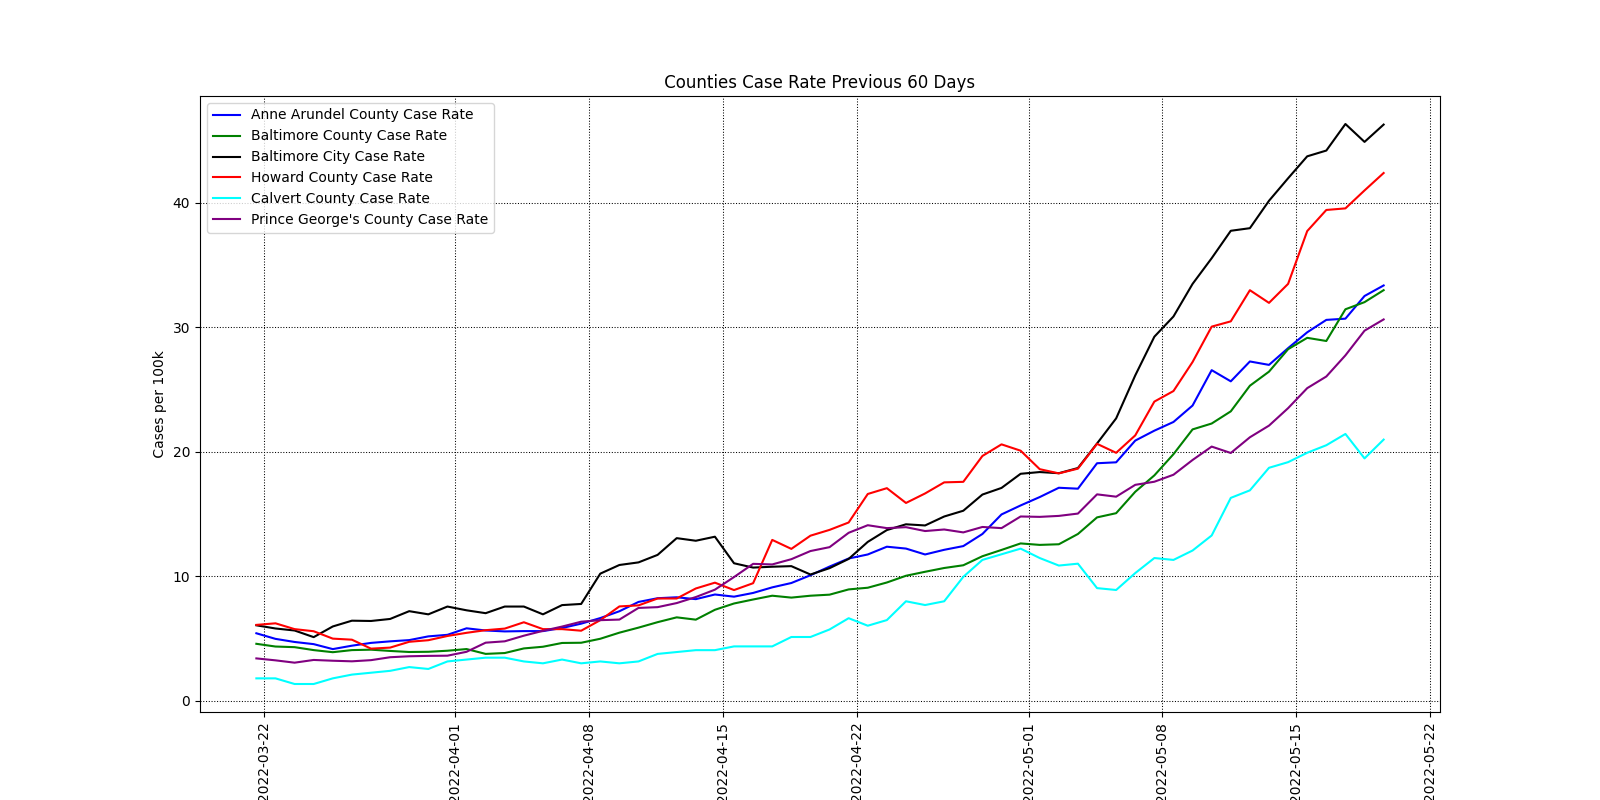 Counties Case Rate Previous 60 Days
Anne Arundel County Case Rate
Baltimore County Case Rate
Baltimore City Case Rate
Howard County Case Rate
Calvert County Case Rate
Prince George's County Case Rate
Cases per 100k
40
30
20
10
0
2022-03-22
2022-04-01
2022-04-08
2022-04-15
2022-04-22
2022-05-01
2022-05-08
2022-05-15
2022-05-22